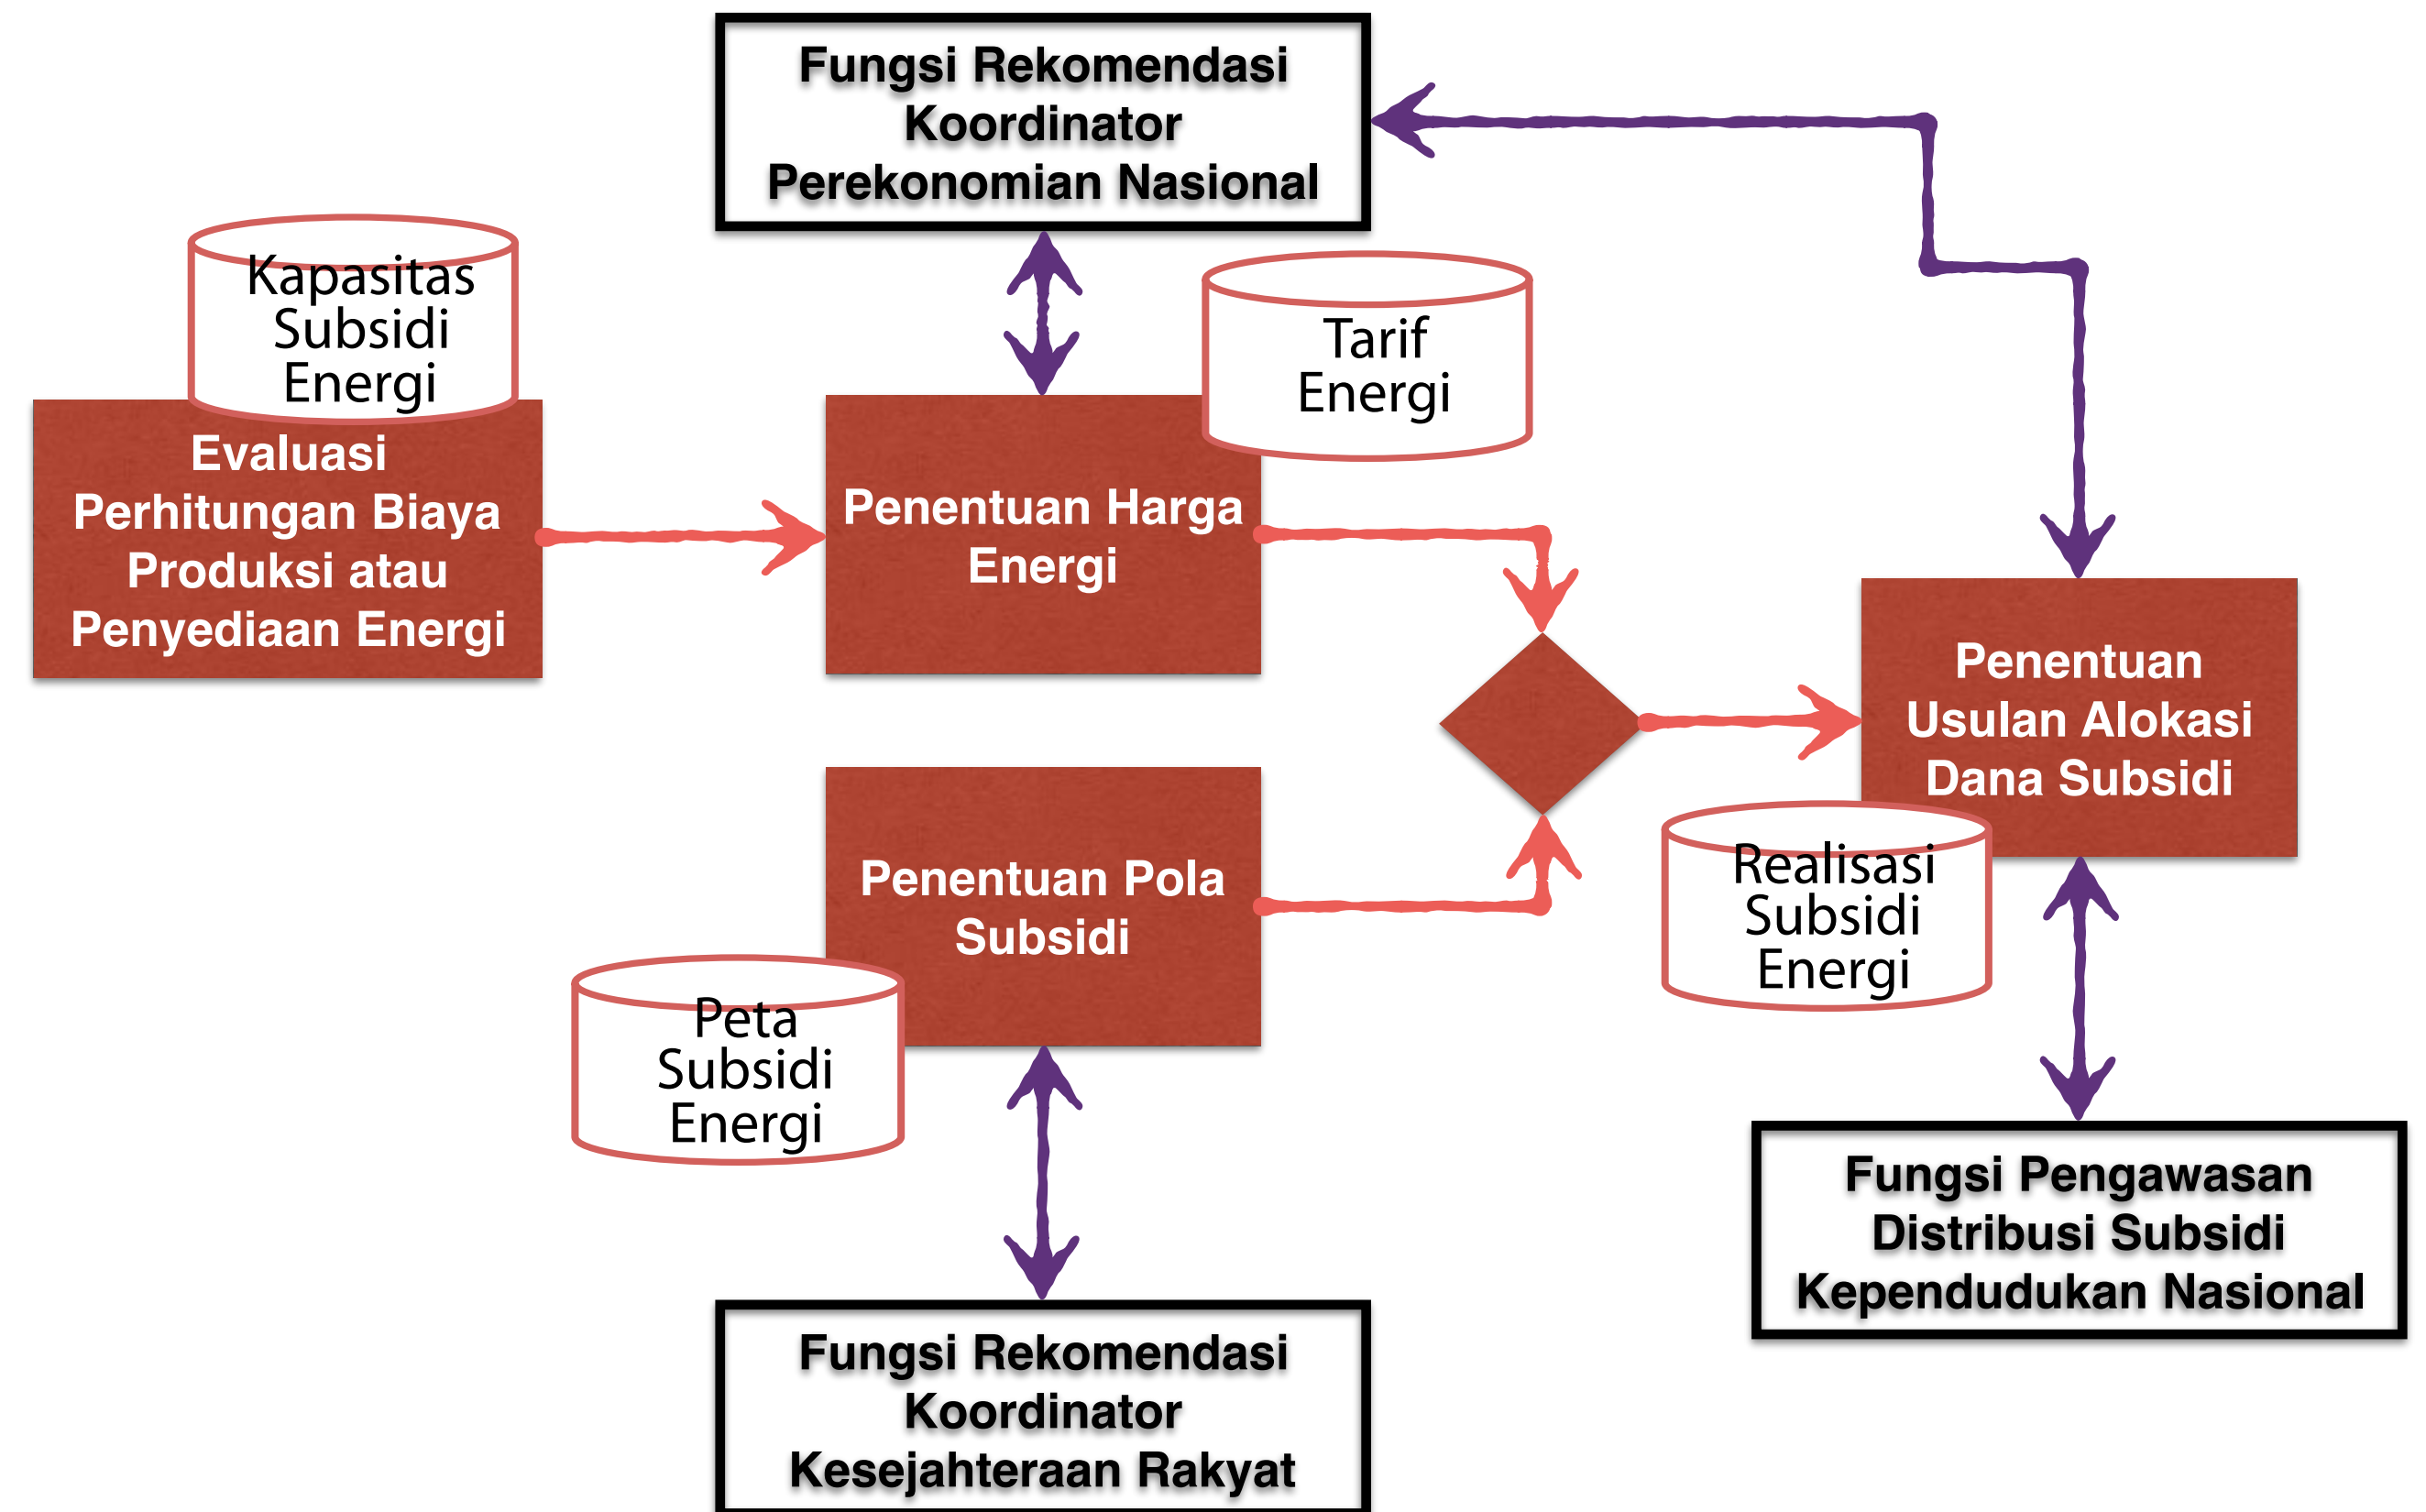 Fungsi Rekomendasi
Koordinator
Perekonomian Nasional
Kapasitas
Subsidi
Energi
Tarif
Energi
Evaluasi
Perhitungan Biaya
Produksi atau
Penyediaan Energi
Penentuan Harga
Energi
Penentuan
Usulan Alokasi
Dana Subsidi
Penentuan Pola
Subsidi
Realisasi
Subsidi
Energi
Peta
Subsidi
Energi
Fungsi Pengawasan
Distribusi Subsidi
Kependudukan Nasional
Fungsi Rekomendasi
Koordinator
Kesejahteraan Rakyat